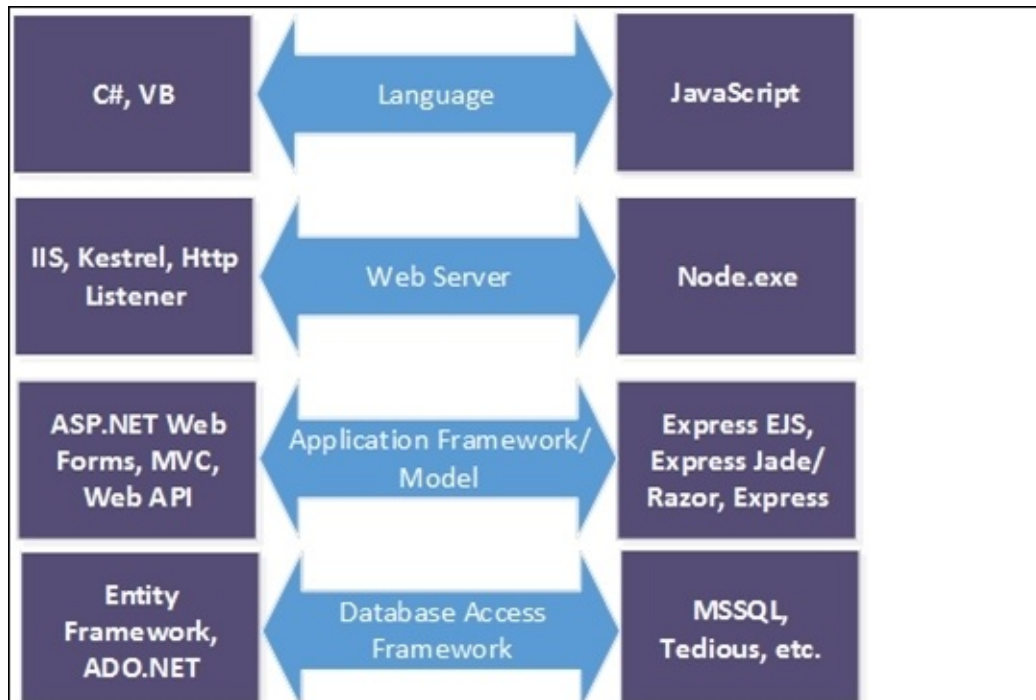 C#, VB
Language
JavaScript
IIS, Kestrel, Http
Listener
Web Server
Node.exe
ASP.NET Web
Forms, MVC,
Web API
Application Framework/
Model
Express EJS,
Express Jade/
Razor, Express
Entity
Framework,
ADO.NET
Database Access
Framework
MSSQL,
Tedious, etc.